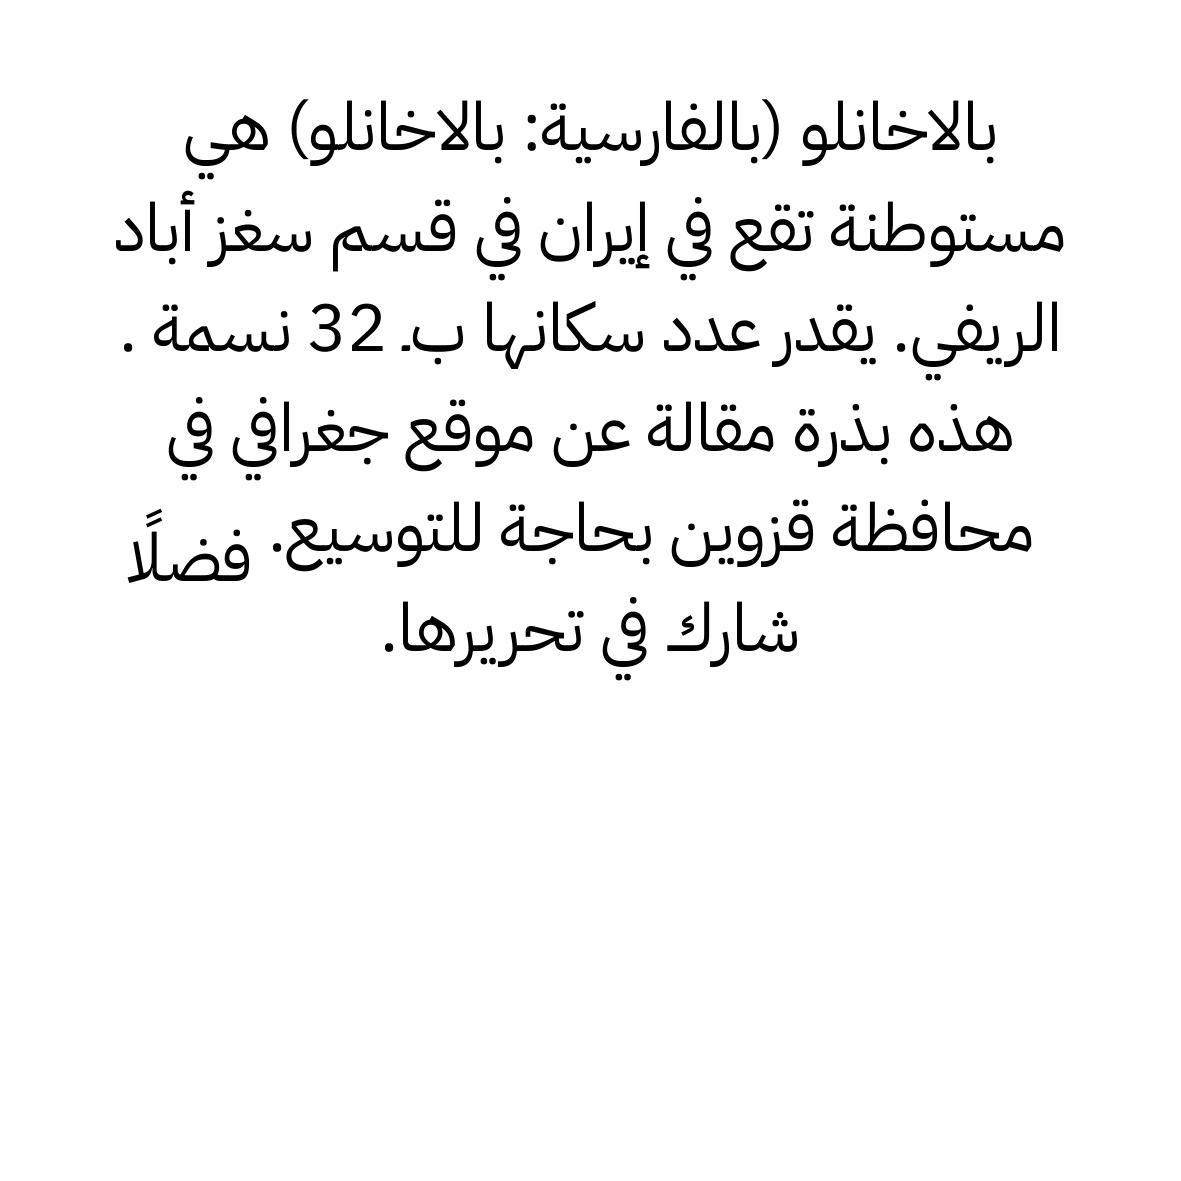 بالاخانلو (بالفارسية: بالاخانلو) هي
مستوطنة تقع في إيران في قسم سغز أباد
الريفي. يقدر عدد سكانها بـ 32 نسمة .
هذه بذرة مقالة عن موقع جغرافي في
محافظة قزوين بحاجة للتوسيع. فضلًا
شارك في تحريرها.